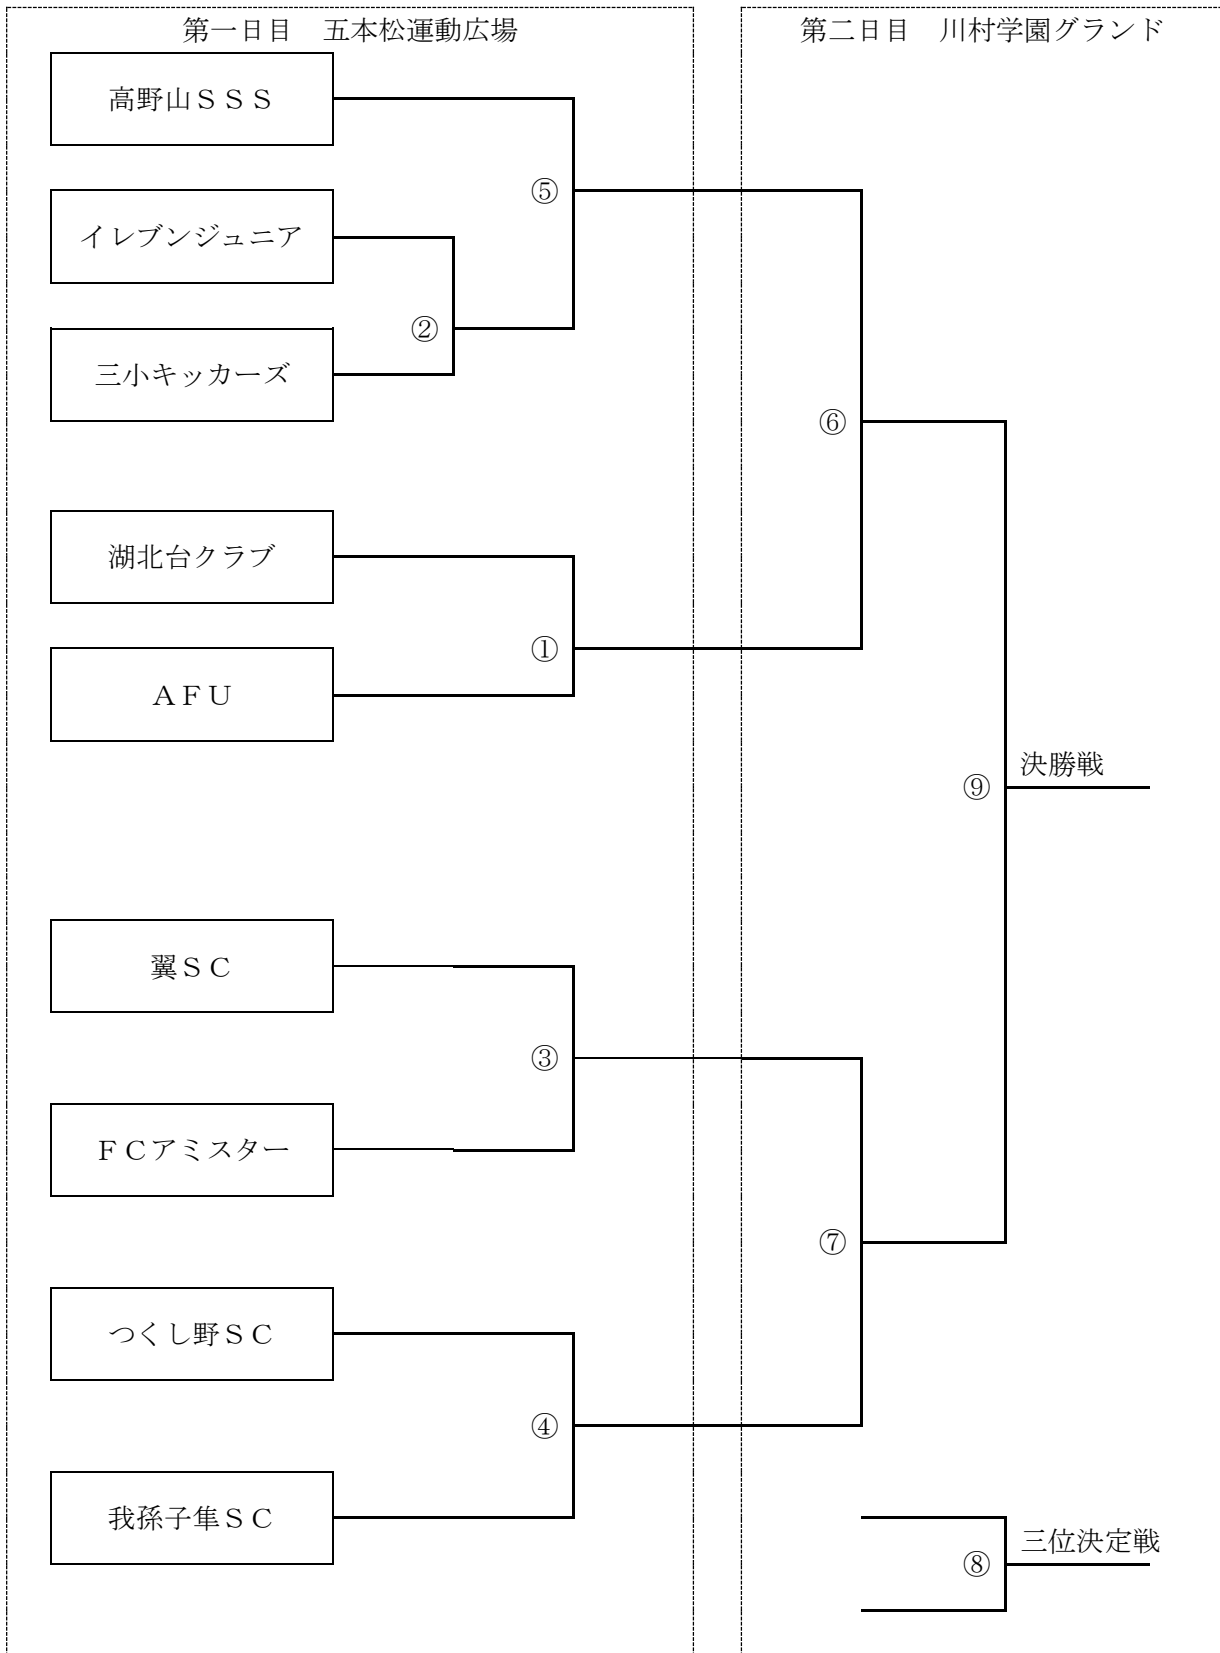 第一日目　五本松運動広場
第二日目　川村学園グランド
高野山ＳＳＳ
⑤
イレブンジュニア
②
三小キッカーズ
⑥
湖北台クラブ
①
ＡＦＵ
決勝戦
⑨
翼ＳＣ
③
ＦＣアミスター
⑦
つくし野ＳＣ
④
我孫子隼ＳＣ
三位決定戦
⑧